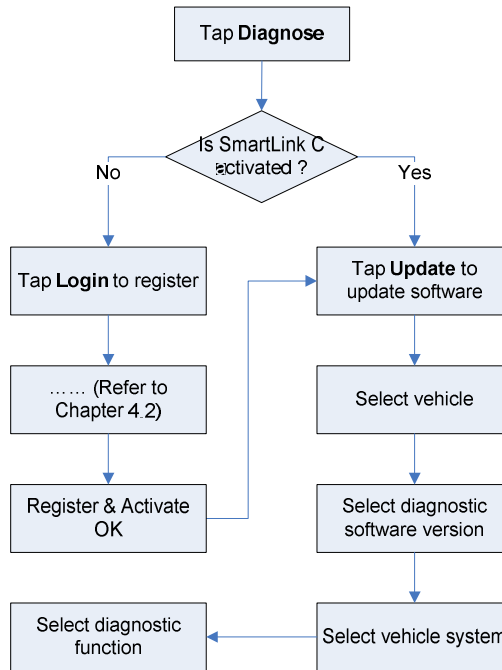 Tap Diagnose
Is SmartLink C
activated ?
No
Yes
Tap Login to register
Tap Update to
update software
…… (Refer to
Chapter 4.2)
Select vehicle
Register & Activate
OK
Select diagnostic
software version
Select diagnostic
function
Select vehicle system